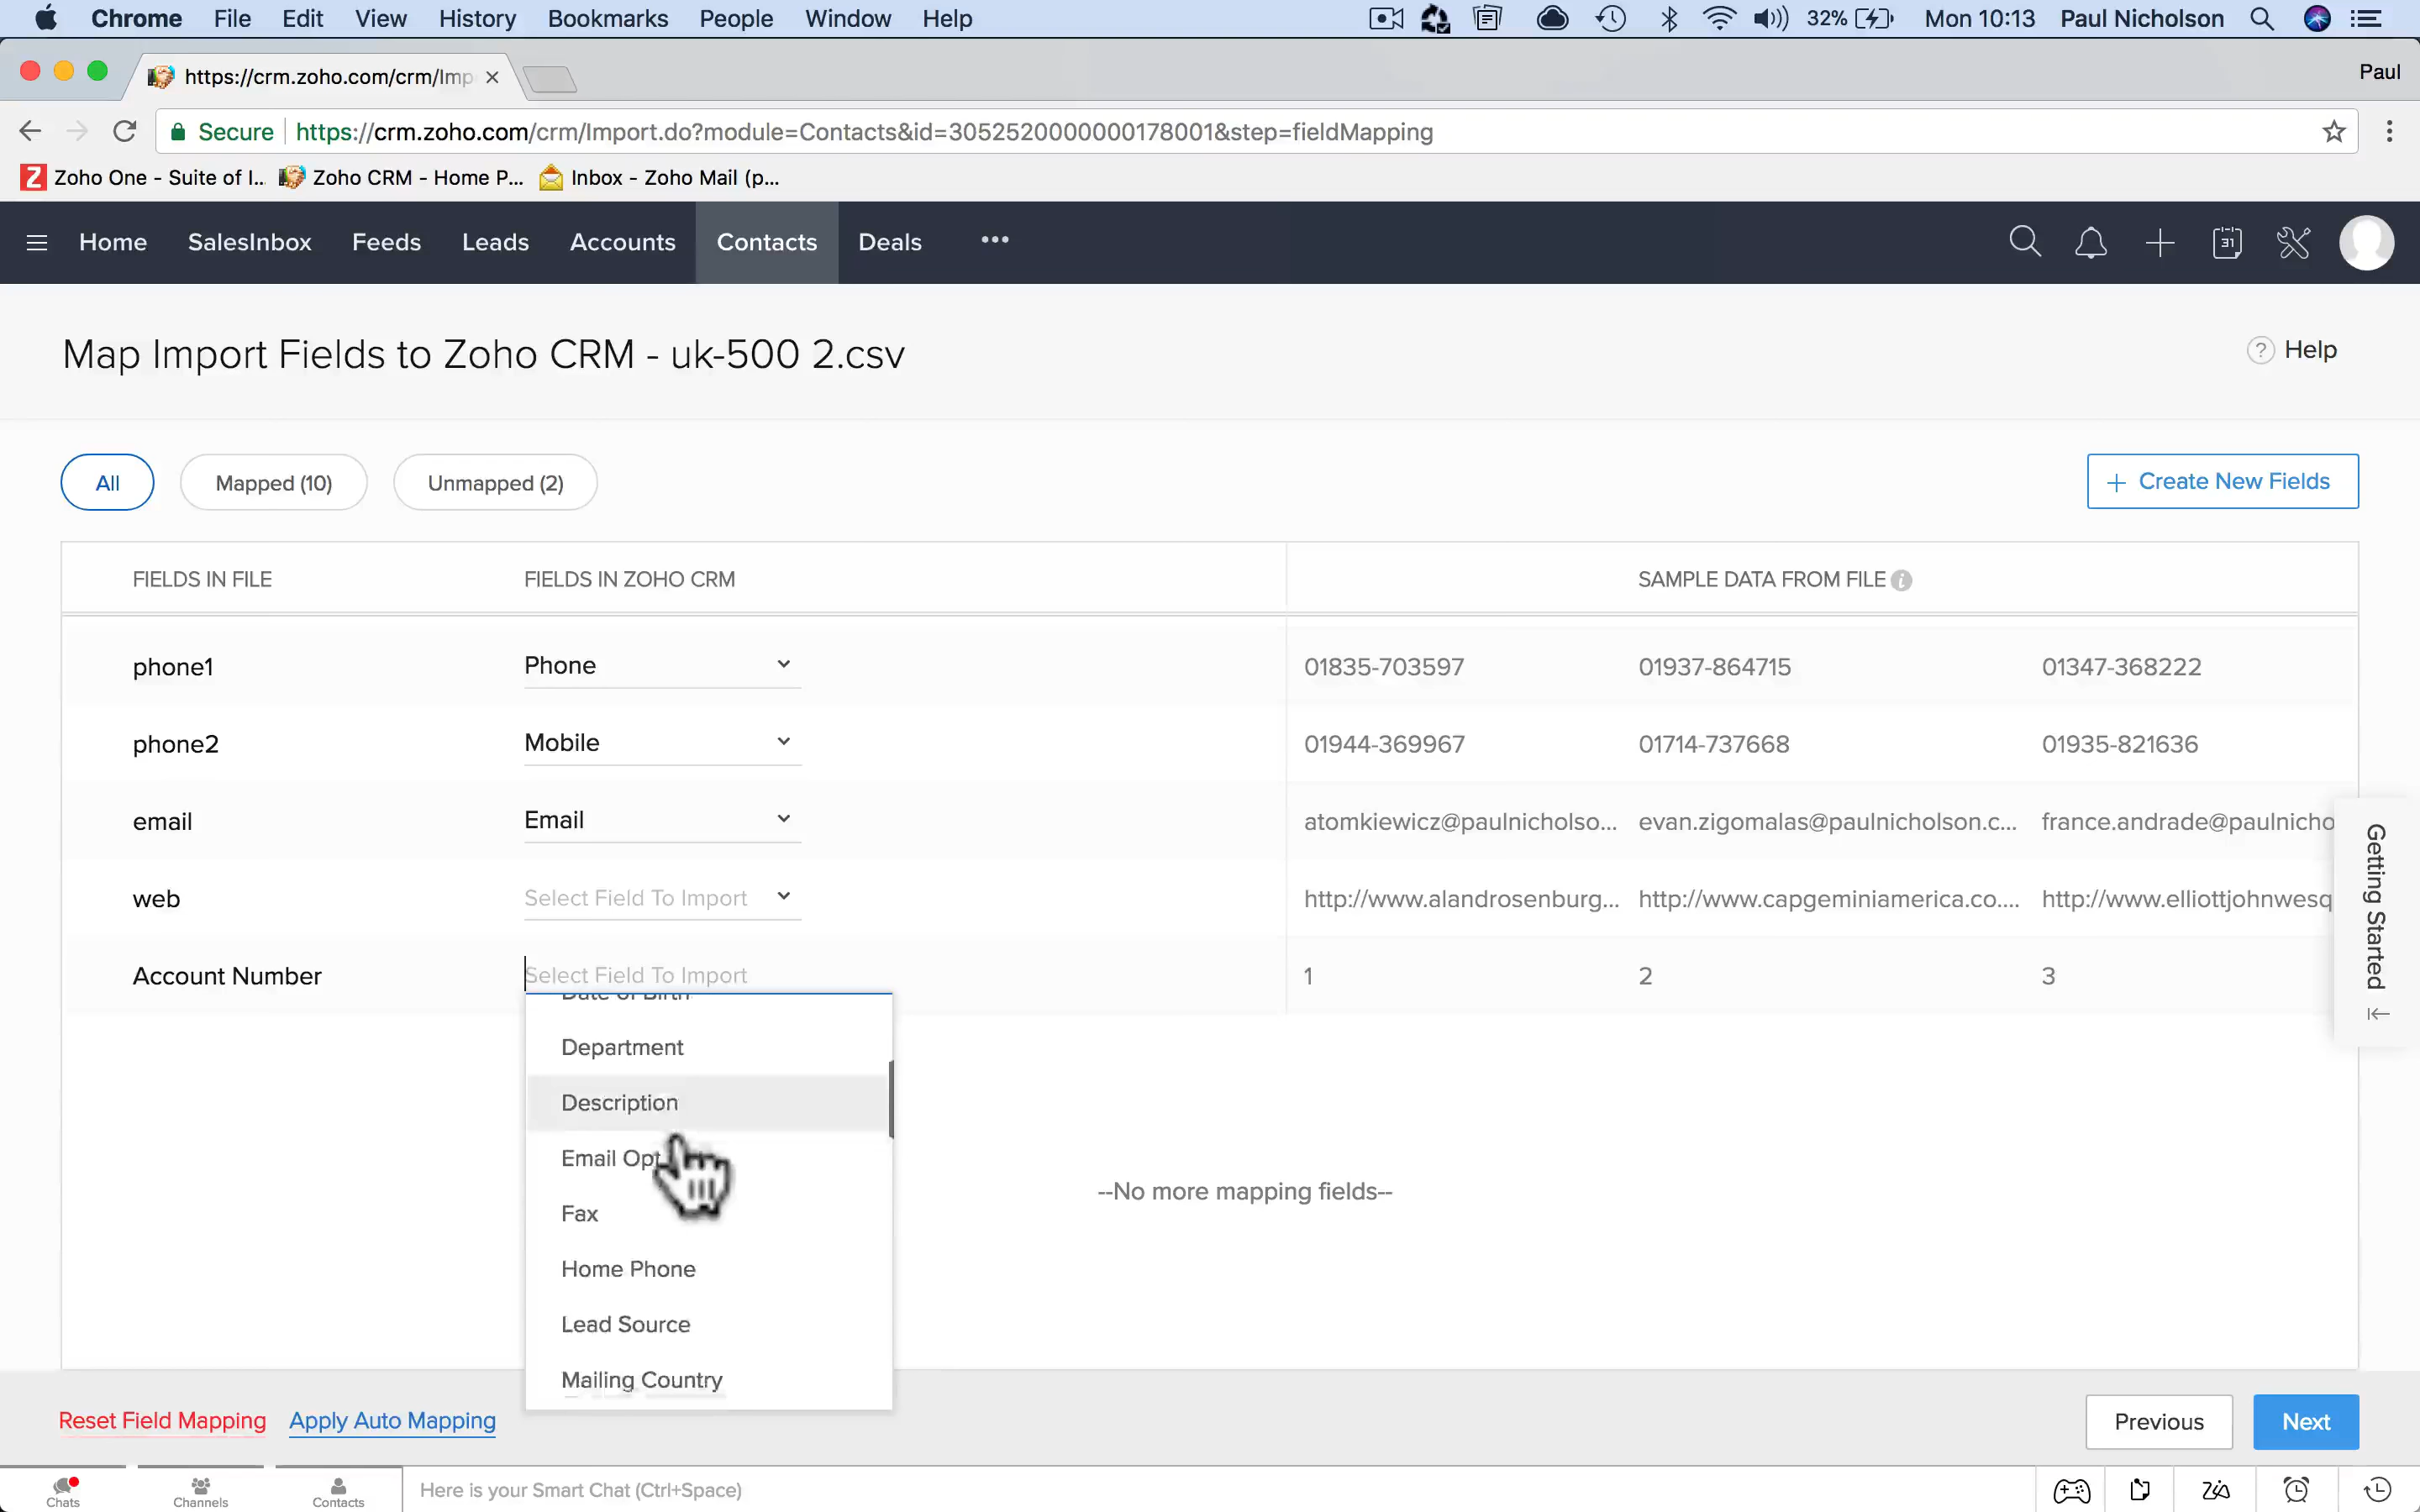 Chrome File Edit View History Bookmarks People Window Help 32% Mon 10:13 Paul Nicholson
https://crm.zoho.com/crm/Imp Paul
Secure https://crm.zoho.com/crm/Import.do?module=Contacts&id=3052520000000178001&step=fieldMapping
Zoho One - Suite of I... Zoho CRM - Home P... Inbox - Zoho Mail (p...
Home SalesInbox Feeds Leads Accounts Contacts Deals ••• 31
Map Import Fields to Zoho CRM - uk-500 2.csv ? Help
All Mapped (10) Unmapped (2) + Create New Fields
FIELDS IN FILE FIELDS IN ZOHO CRM SAMPLE DATA FROM FILE i
phone1 Phone 01835-703597 01937-864715 01347-368222
phone2 Mobile 01944-369967 01714-737668 01935-821636
email Email atomkiewicz@paulnicholso... evan.zigomalas@paulnicholson.c... france.andrade@paulnicho
web Select Field To Import http://www.alandrosenburg... http://www.capgeminiamerica.co.... http://www.elliottjohnwesq
Account Number Select Field To Import 1 2 3
Getting Started
Date of Birth
Department
Description
Email Opt
Fax
Home Phone
Lead Source
Mailing Country
--No more mapping fields--
Reset Field Mapping Apply Auto Mapping Previous Next
Chats Channels Contacts Here is your Smart Chat (Ctrl+Space)